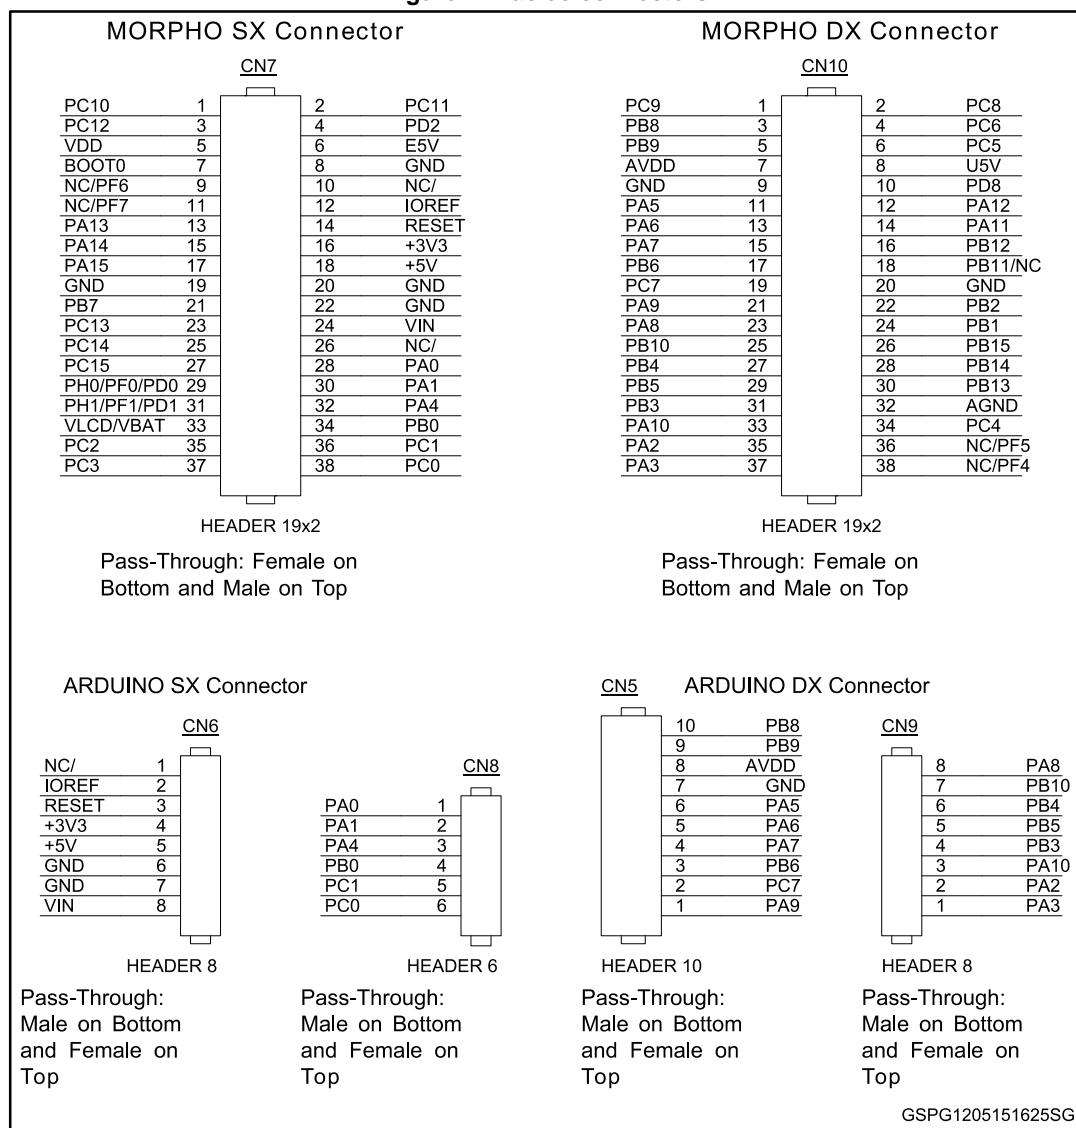 MORPHO SX Connector
CN7
PC10 1 2 PC11
PC12 3 4 PD2
VDD 5 6 E5V
BOOT0 7 8 GND
NC/PF6 9 10 NC/
NC/PF7 11 12 IOREF
PA13 13 14 RESET
PA14 15 16 +3V3
PA15 17 18 +5V
GND 19 20 GND
PB7 21 22 GND
PC13 23 24 VIN
PC14 25 26 NC/
PC15 27 28 PA0
PH0/PF0/PD0 29 30 PA1
PH1/PF1/PD1 31 32 PA4
VLCD/VBAT 33 34 PB0
PC2 35 36 PC1
PC3 37 38 PC0
HEADER 19x2
Pass-Through: Female on
Bottom and Male on Top
MORPHO DX Connector
CN10
PC9 1 2 PC8
PB8 3 4 PC6
PB9 5 6 PC5
AVDD 7 8 U5V
GND 9 10 PD8
PA5 11 12 PA12
PA6 13 14 PA11
PA7 15 16 PB12
PB6 17 18 PB11/NC
PC7 19 20 GND
PA9 21 22 PB2
PA8 23 24 PB1
PB10 25 26 PB15
PB4 27 28 PB14
PB5 29 30 PB13
PB3 31 32 AGND
PA10 33 34 PC4
PA2 35 36 NC/PF5
PA3 37 38 NC/PF4
HEADER 19x2
Pass-Through: Female on
Bottom and Male on Top
ARDUINO SX Connector
CN6
NC/ 1
IOREF 2
RESET 3
+3V3 4
+5V 5
GND 6
GND 7
VIN 8
HEADER 8
Pass-Through:
Male on Bottom
and Female on
Top
CN8
PA0 1
PA1 2
PA4 3
PB0 4
PC1 5
PC0 6
HEADER 6
Pass-Through:
Male on Bottom
and Female on
Top
CN5 ARDUINO DX Connector
10 PB8
9 PB9
8 AVDD
7 GND
6 PA5
5 PA6
4 PA7
3 PB6
2 PC7
1 PA9
HEADER 10
Pass-Through:
Male on Bottom
and Female on
Top
CN9
8 PA8
7 PB10
6 PB4
5 PB5
4 PB3
3 PA10
2 PA2
1 PA3
HEADER 8
Pass-Through:
Male on Bottom
and Female on
Top
GSPG1205151625SG